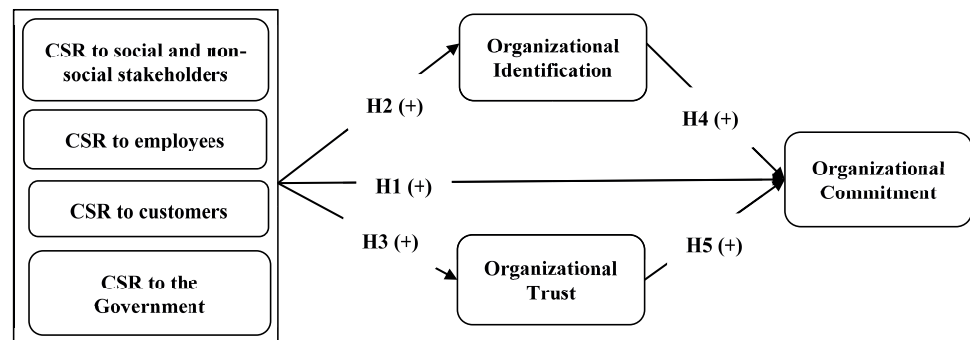 CSR to social and non-
social stakeholders
CSR to employees
CSR to customers
CSR to the
Government
H2 (+)
H1 (+)
H3 (+)
Organizational
Identification
Organizational
Trust
H4 (+)
H5 (+)
Organizational
Commitment